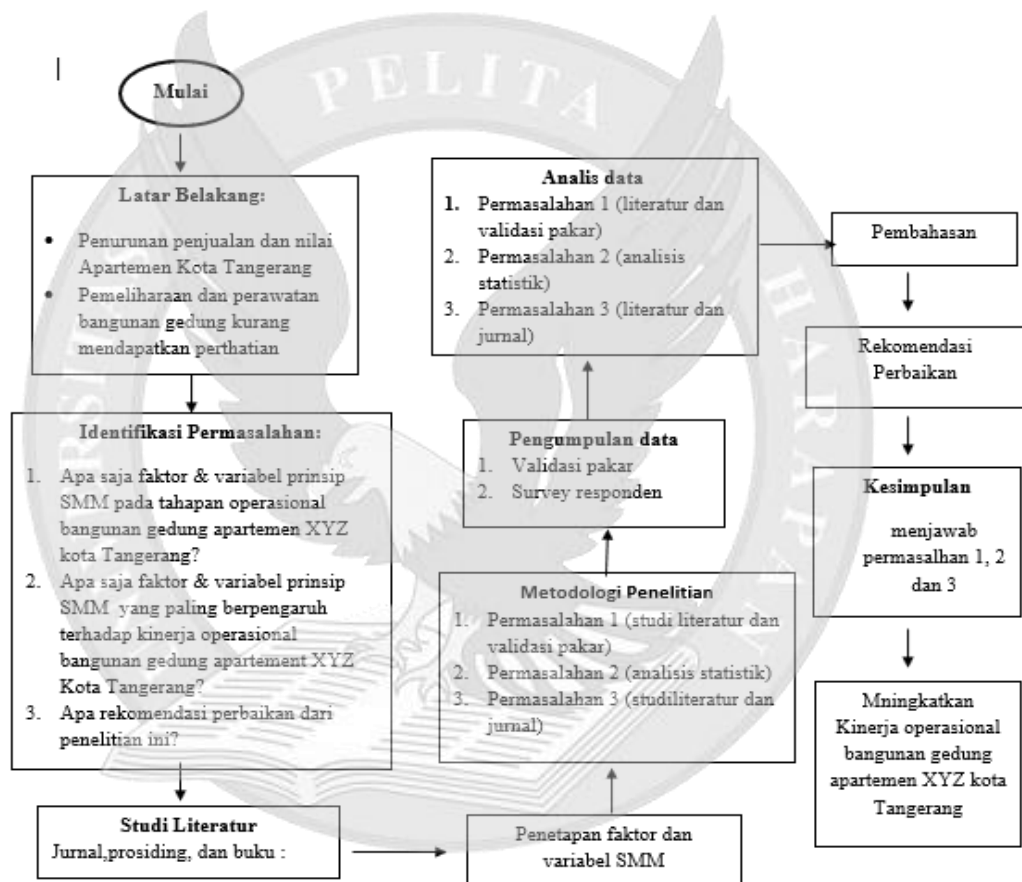 Mulai
Latar Belakang:
• Penurunan penjualan dan nilai
Apartemen Kota Tangerang
• Pemeliharaan dan perawatan
bangunan gedung kurang
mendapatkan perthatian
Identifikasi Permasalahan:
1. Apa saja faktor & variabel prinsip
SMM pada tahapan operasional
bangunan gedung apartemen XYZ
kota Tangerang?
2. Apa saja faktor & variabel prinsip
SMM yang paling berpengaruh
terhadap kinerja operasional
bangunan gedung apartement XYZ
Kota Tangerang?
3. Apa rekomendasi perbaikan dari
penelitian ini?
Studi Literatur
Jurnal,prosiding, dan buku :
Penetapan faktor dan
variabel SMM
Metodologi Penelitian
1. Permasalahan 1 (studi literatur dan
validasi pakar)
2. Permasalahan 2 (analisis statistik)
3. Permasalahan 3 (studiliteratur dan
jurnal)
Pengumpulan data
1. Validasi pakar
2. Survey responden
Analis data
1. Permasalahan 1 (literatur dan
validasi pakar)
2. Permasalahan 2 (analisis
statistik)
3. Permasalahan 3 (literatur dan
jurnal)
Pembahasan
Rekomendasi
Perbaikan
Kesimpulan
menjawab
permasalhan 1, 2
dan 3
Mningkatkan
Kinerja operasional
bangunan gedung
apartemen XYZ kota
Tangerang
UNIVERSITAS PELITA HARAPAN